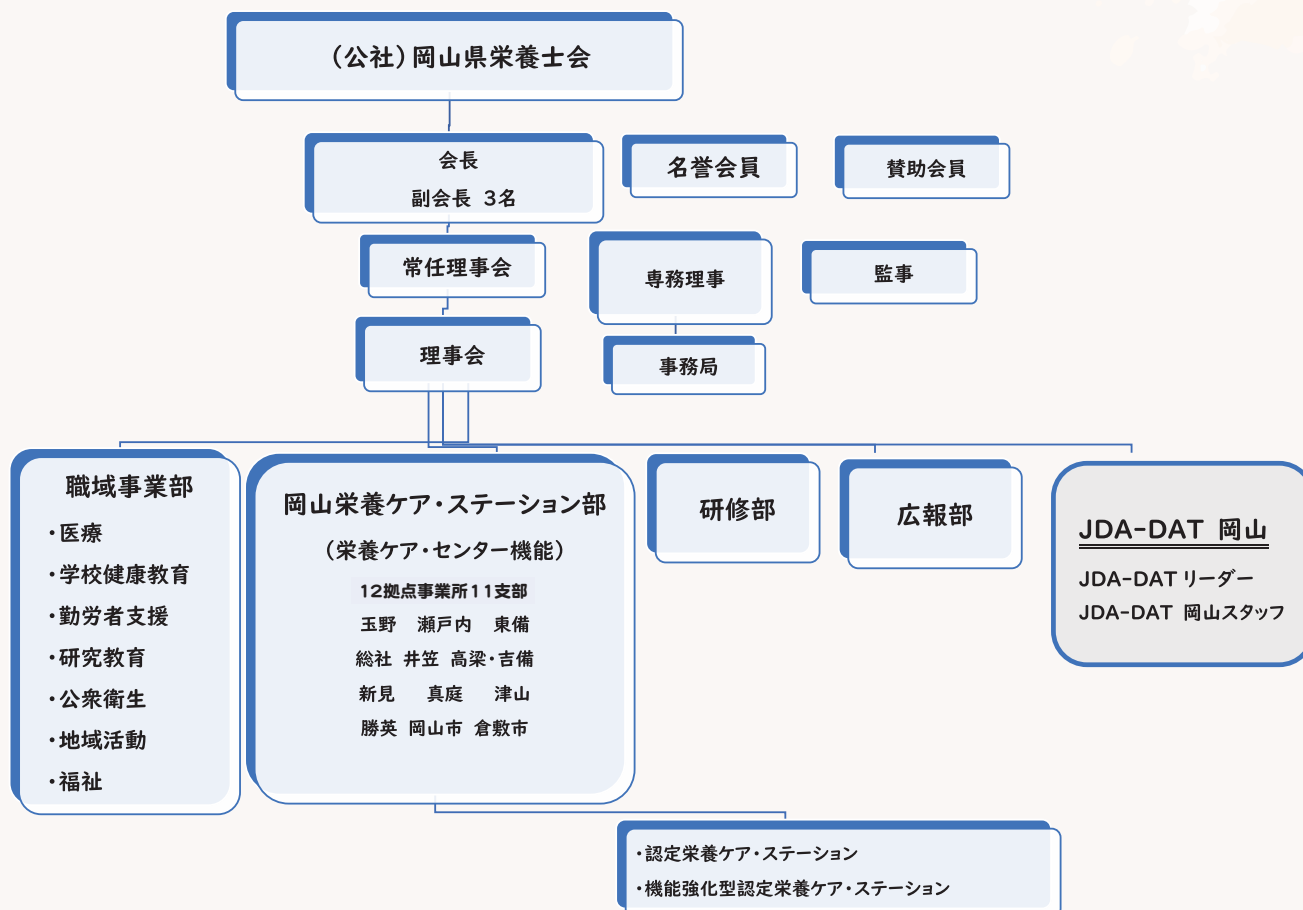 (公社)岡山県栄養士会
会長
副会長 3名
名誉会員
賛助会員
常任理事会
専務理事
監事
理事会
事務局
職域事業部
・医療
・学校健康教育
・勤労者支援
・研究教育
・公衆衛生
・地域活動
・福祉
岡山栄養ケア・ステーション部
(栄養ケア・センター機能)
12拠点事業所11支部
玉野 瀬戸内 東備
総社 井笠 高梁・吉備
新見 真庭 津山
勝英 岡山市 倉敷市
研修部
広報部
JDA-DAT 岡山
JDA-DATリーダー
JDA-DAT 岡山スタッフ
・認定栄養ケア・ステーション
・機能強化型認定栄養ケア・ステーション